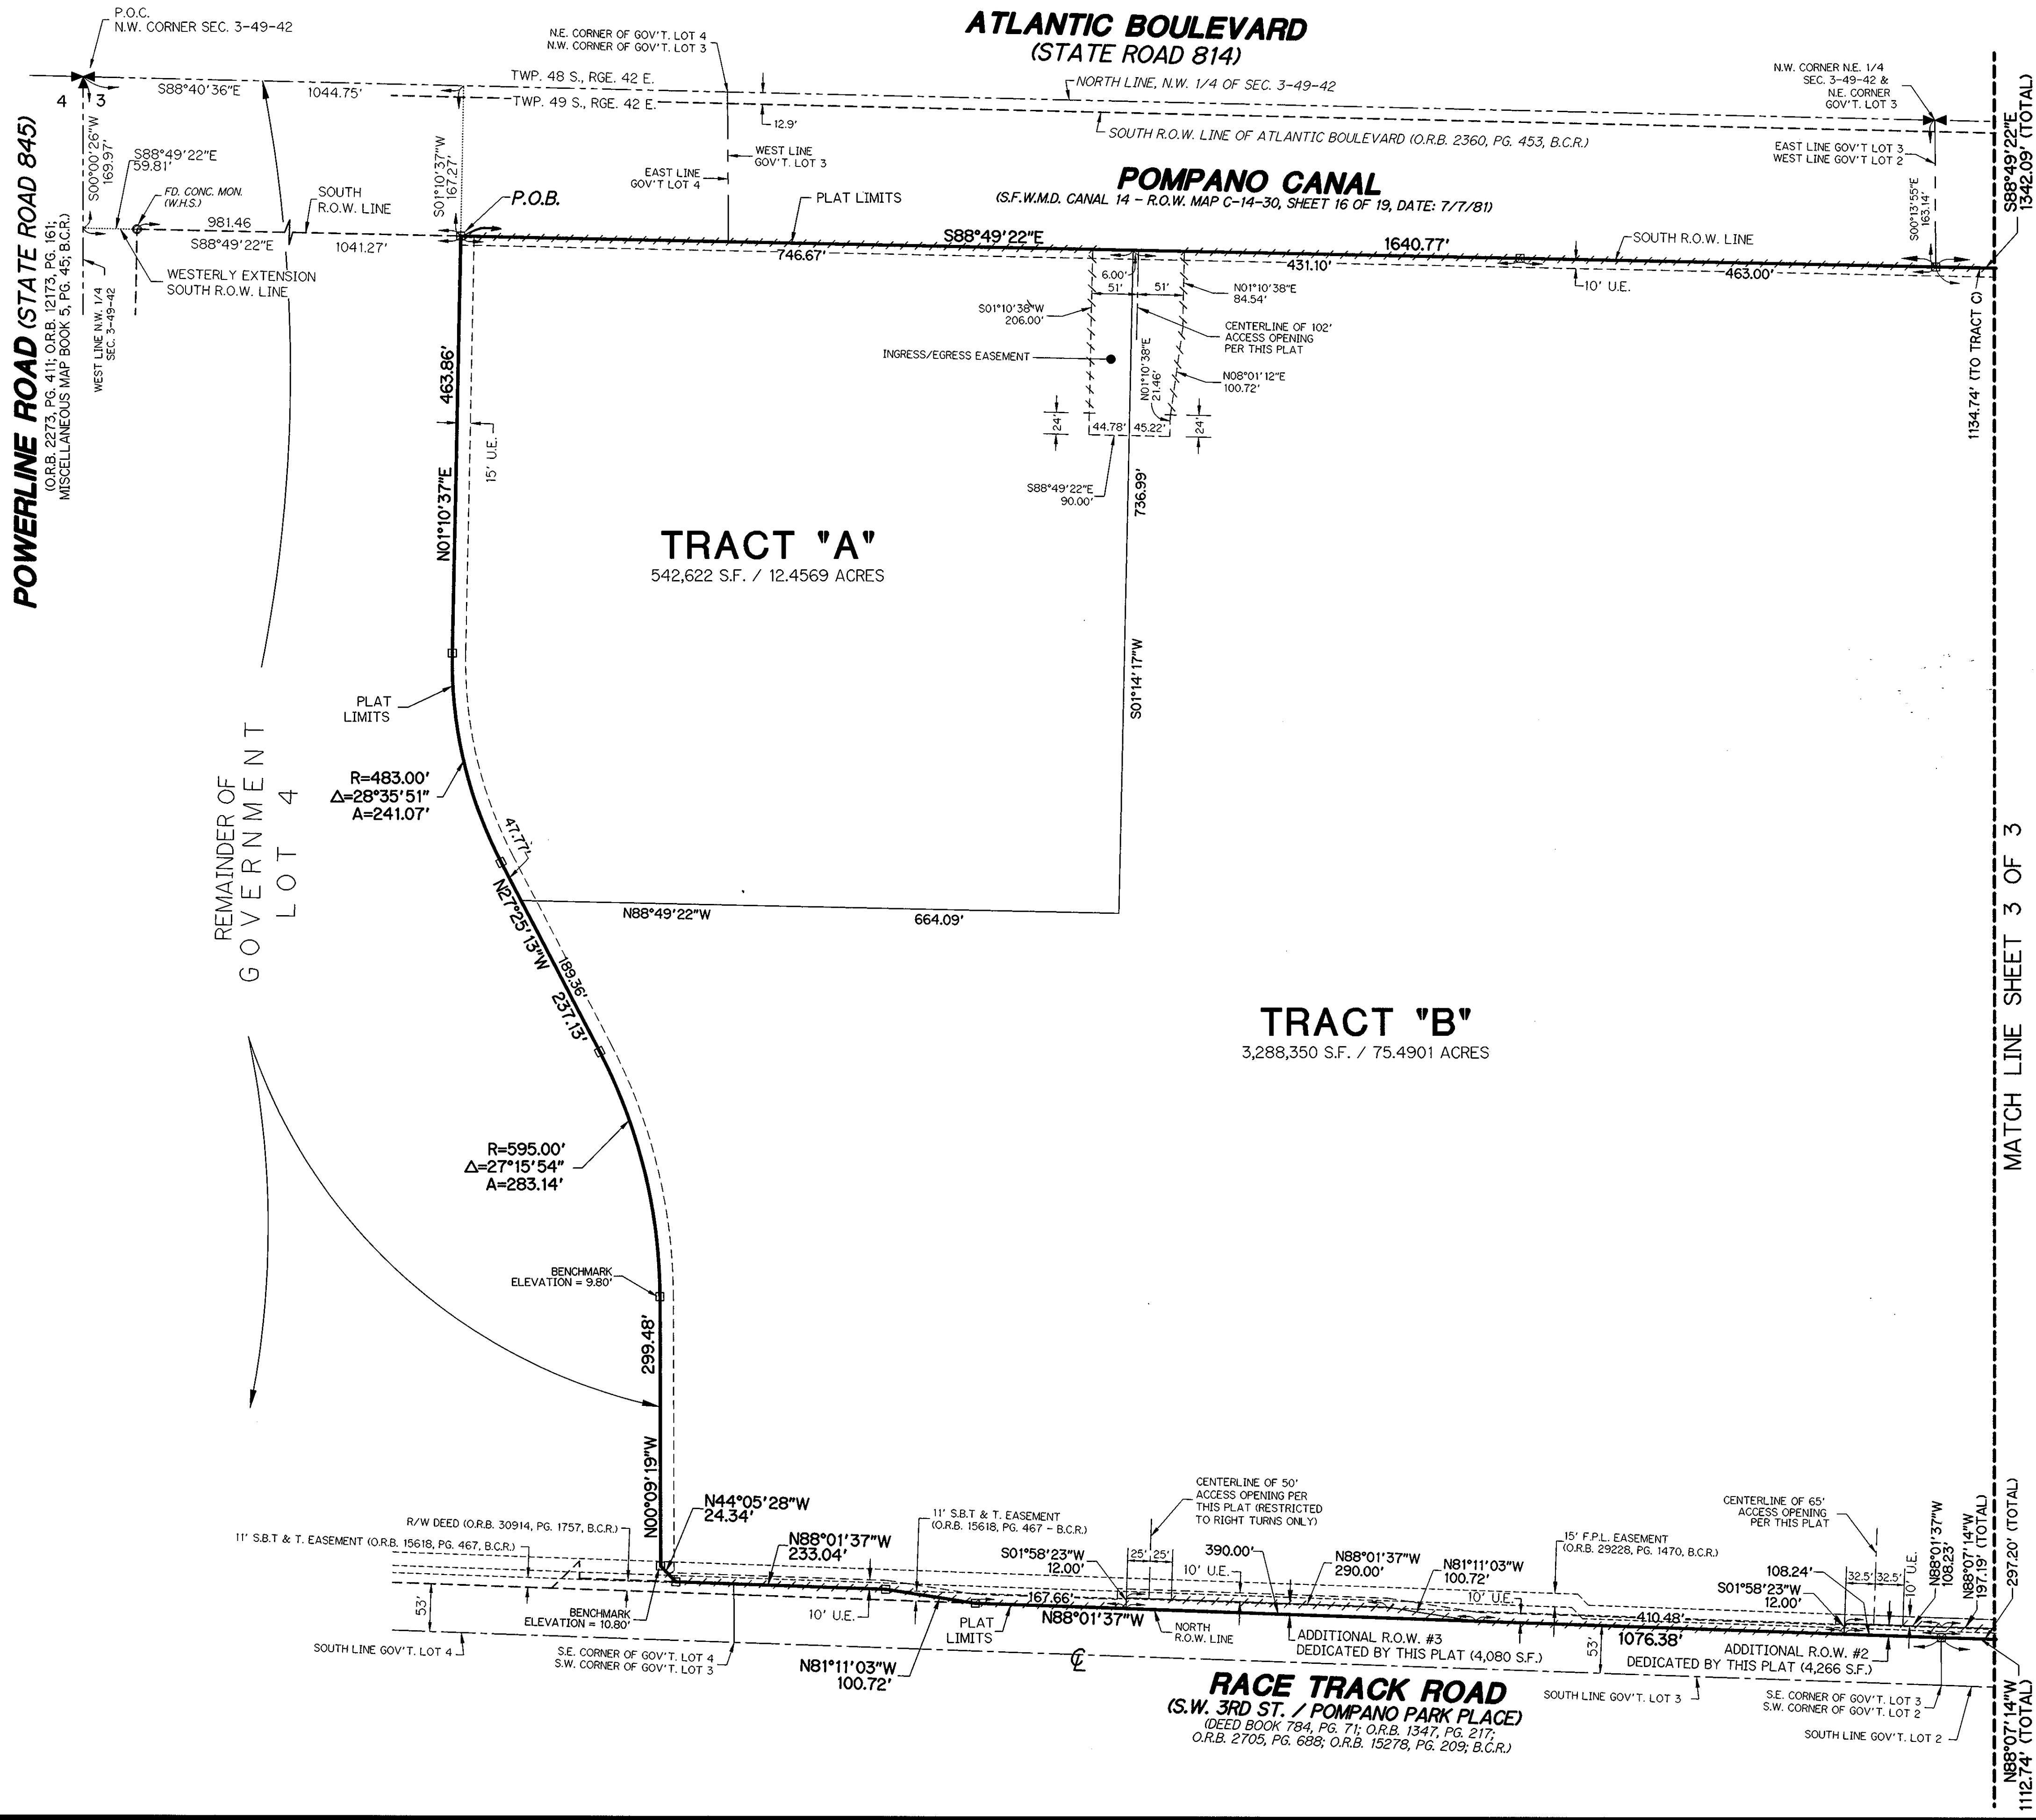 P.O.C.
N.W. CORNER SEC. 3-49-42
ATLANTIC BOULEVARD
(STATE ROAD 814)
N.E. CORNER OF GOV'T. LOT 4
N.W. CORNER OF GOV'T. LOT 3
N.W. CORNER N.E. 1/4
SEC. 3-49-42 &
N.E. CORNER
GOV'T. LOT 3
4 3
S88°40'36"E 1044.75'
TWP. 48 S., RGE. 42 E.
TWP. 49 S., RGE. 42 E.
NORTH LINE, N.W. 1/4 OF SEC. 3-49-42
12.9'
SOUTH R.O.W. LINE OF ATLANTIC BOULEVARD (O.R.B. 2360, PG. 453, B.C.R.)
S88°49'22"E
1342.09' (TOTAL)
POWERLINE ROAD (STATE ROAD 845)
(O.R.B. 2273, PG. 411; O.R.B. 12173, PG. 161;
MISCELLANEOUS MAP BOOK 5, PG. 45; B.C.R.)
S00°00'26"W
169.97'
S88°49'22"E
59.81'
FD. CONC. MON.
(W.H.S.)
SOUTH
R.O.W. LINE
981.46
S88°49'22"E 1041.27'
WESTERLY EXTENSION
SOUTH R.O.W. LINE
WEST LINE N.W. 1/4
SEC. 3-49-42
S01°10'37"W
167.27'
P.O.B.
WEST LINE
GOV'T. LOT 3
EAST LINE
GOV'T LOT 4
PLAT LIMITS
POMPANO CANAL
(S.F.W.M.D. CANAL 14 - R.O.W. MAP C-14-30, SHEET 16 OF 19, DATE: 7/7/81)
EAST LINE GOV'T LOT 3
WEST LINE GOV'T LOT 2
S00°13'55"E
163.14'
S88°49'22"E
1640.77'
SOUTH R.O.W. LINE
746.67'
431.10'
463.00'
10' U.E.
1134.74' (TO TRACT C)
6.00'
51' 51'
N01°10'38"E
84.54'
S01°10'38"W
206.00'
CENTERLINE OF 102'
ACCESS OPENING
PER THIS PLAT
INGRESS/EGRESS EASEMENT
N01°10'38"E
21.46'
N08°01'12"E
100.72'
24'
44.78' 45.22'
24'
S88°49'22"E
90.00'
463.86'
N01°10'37"E
15' U.E.
736.99'
S01°14'17"W
TRACT "A"
542,622 S.F. / 12.4569 ACRES
PLAT
LIMITS
REMAINDER OF
GOVERNMENT
LOT 4
R=483.00'
Δ=28°35'51"
A=241.07'
47.77'
N27°25'13"W
237.13'
189.36'
N88°49'22"W
664.09'
TRACT "B"
3,288,350 S.F. / 75.4901 ACRES
MATCH LINE SHEET 3 OF 3
R=595.00'
Δ=27°15'54"
A=283.14'
BENCHMARK
ELEVATION = 9.80'
299.48'
N00°09'19"W
N44°05'28"W
24.34'
R/W DEED (O.R.B. 30914, PG. 1757, B.C.R.)
11' S.B.T & T. EASEMENT (O.R.B. 15618, PG. 467, B.C.R.)
N88°01'37"W
233.04'
11' S.B.T & T. EASEMENT
(O.R.B. 15618, PG. 467 - B.C.R.)
CENTERLINE OF 50'
ACCESS OPENING PER
THIS PLAT (RESTRICTED
TO RIGHT TURNS ONLY)
S01°58'23"W
12.00'
25' 25'
10' U.E.
390.00'
N88°01'37"W
290.00'
N81°11'03"W
100.72'
10' U.E.
15' F.P.L. EASEMENT
(O.R.B. 29228, PG. 1470, B.C.R.)
CENTERLINE OF 65'
ACCESS OPENING
PER THIS PLAT
108.24'
S01°58'23"W
12.00'
32.5' 32.5'
10' U.E.
N88°01'37"W
108.23'
N88°07'14"W
197.19' (TOTAL)
297.20' (TOTAL)
53'
BENCHMARK
ELEVATION = 10.80'
10' U.E.
SOUTH LINE GOV'T. LOT 4
S.E. CORNER OF GOV'T. LOT 4
S.W. CORNER OF GOV'T. LOT 3
N81°11'03"W
100.72'
PLAT
LIMITS
167.66'
N88°01'37"W
NORTH
R.O.W. LINE
ADDITIONAL R.O.W. #3
DEDICATED BY THIS PLAT (4,080 S.F.)
53'
410.48'
1076.38'
ADDITIONAL R.O.W. #2
DEDICATED BY THIS PLAT (4,266 S.F.)
RACE TRACK ROAD
(S.W. 3RD ST. / POMPANO PARK PLACE)
(DEED BOOK 784, PG. 71; O.R.B. 1347, PG. 217;
O.R.B. 2705, PG. 688; O.R.B. 15278, PG. 209; B.C.R.)
SOUTH LINE GOV'T. LOT 3
S.E. CORNER OF GOV'T. LOT 3
S.W. CORNER OF GOV'T. LOT 2
SOUTH LINE GOV'T. LOT 2
N88°07'14"W
1112.74' (TOTAL)